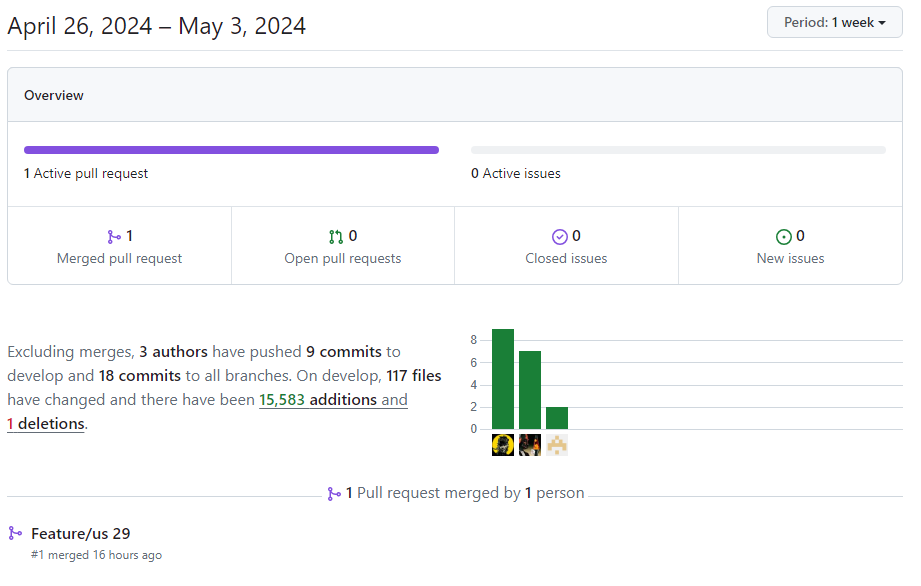 April 26, 2024 – May 3, 2024
Period: 1 week
Overview
1 Active pull request
0 Active issues
1
Merged pull request
0
Open pull requests
0
Closed issues
0
New issues
Excluding merges, 3 authors have pushed 9 commits to
develop and 18 commits to all branches. On develop, 117 files
have changed and there have been 15,583 additions and
1 deletions.
8
6
4
2
0
1 Pull request merged by 1 person
Feature/us 29
#1 merged 16 hours ago